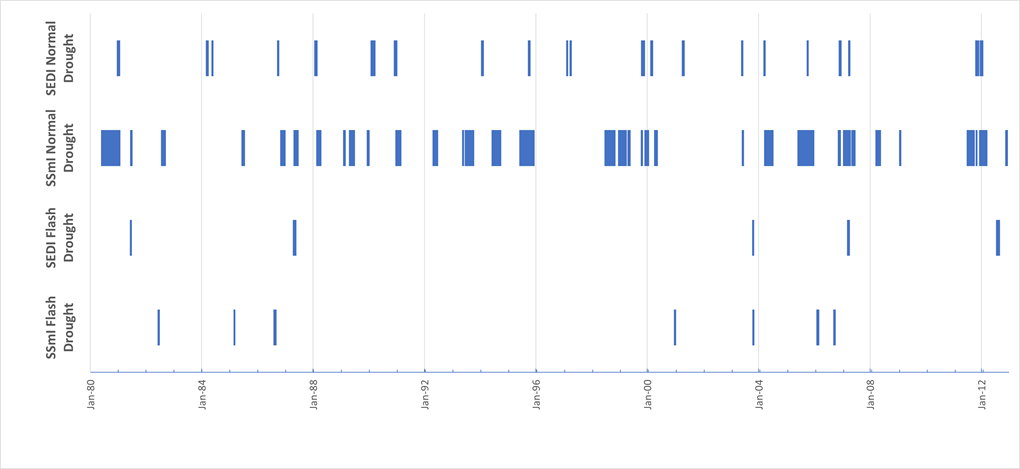 SEDI Normal
Drought
SSmI Normal
Drought
SEDI Flash
Drought
SSmI Flash
Drought
Jan-80
Jan-84
Jan-88
Jan-92
Jan-96
Jan-00
Jan-04
Jan-08
Jan-12